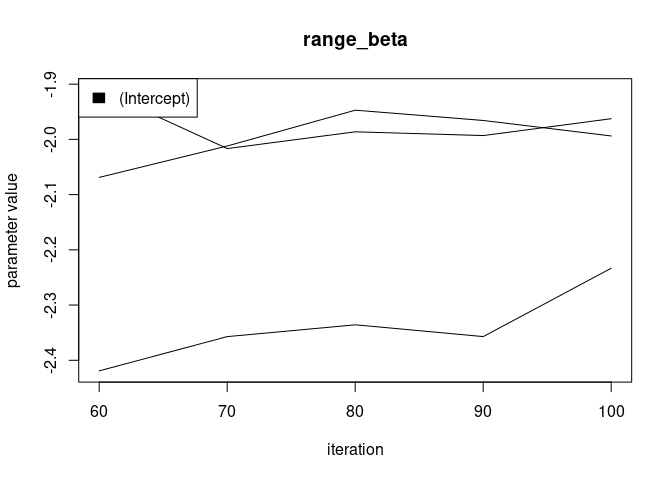 range_beta
(Intercept)
parameter value
-1.9
-2.0
-2.1
-2.2
-2.3
-2.4
60 70 80 90 100
iteration